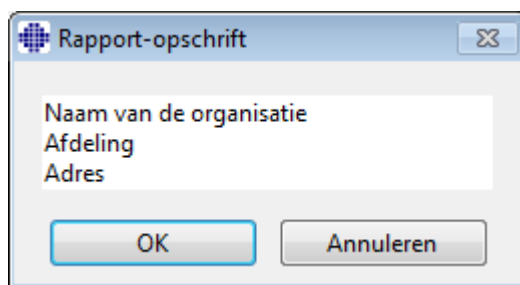 Rapport-opschrift
Naam van de organisatie
Afdeling
Adres
OK
Annuleren